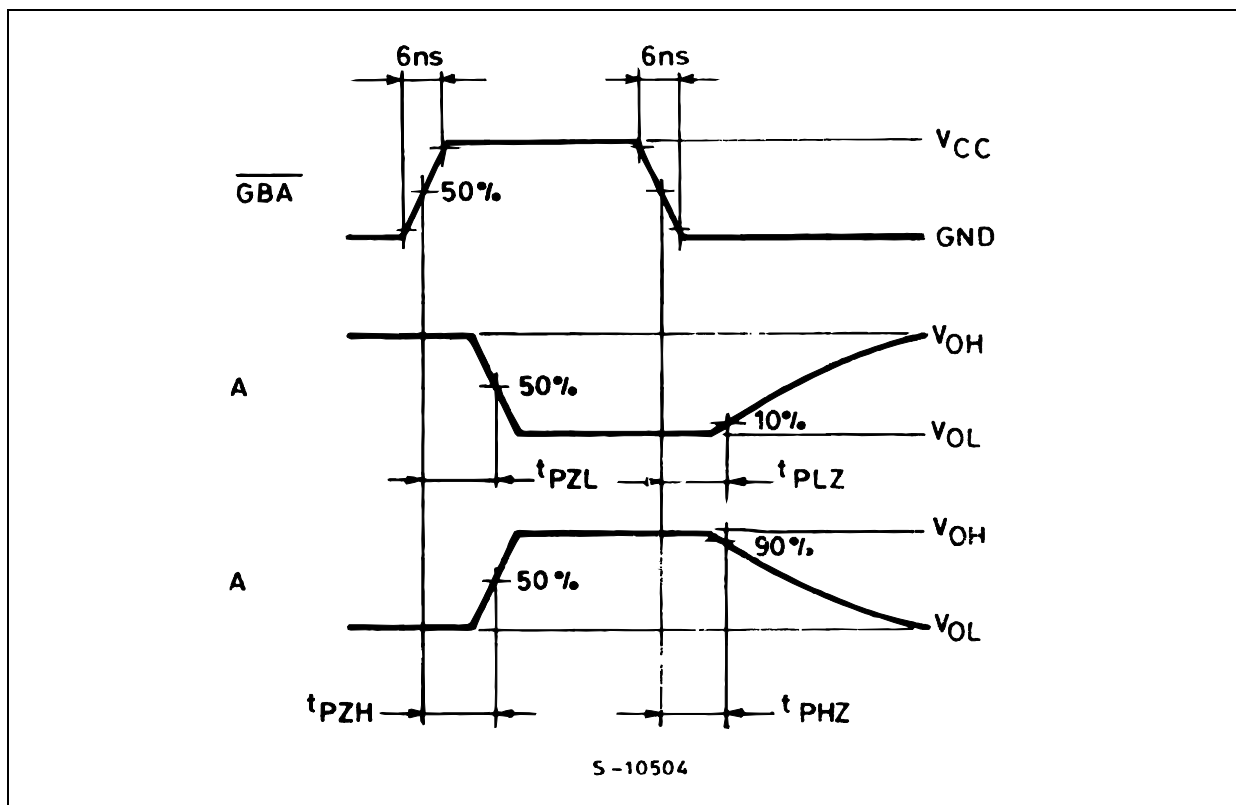 6ns 6ns
VCC
GBA 50%
GND
VOH
A 50%
10%
VOL
tPZL tPLZ
VOH
90%
A 50%
VOL
tPZH tPHZ
S-10504